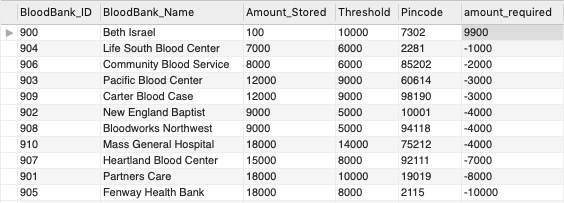 BloodBank_ID BloodBank_Name Amount_Stored Threshold Pincode amount_required
900 Beth Israel 100 10000 7302 9900
904 Life South Blood Center 7000 6000 2281 -1000
906 Community Blood Service 8000 6000 85202 -2000
903 Pacific Blood Center 12000 9000 60614 -3000
909 Carter Blood Case 12000 9000 98190 -3000
902 New England Baptist 9000 5000 10001 -4000
908 Bloodworks Northwest 9000 5000 94118 -4000
910 Mass General Hospital 18000 14000 75212 -4000
907 Heartland Blood Center 15000 8000 92111 -7000
901 Partners Care 18000 10000 19019 -8000
905 Fenway Health Bank 18000 8000 2115 -10000